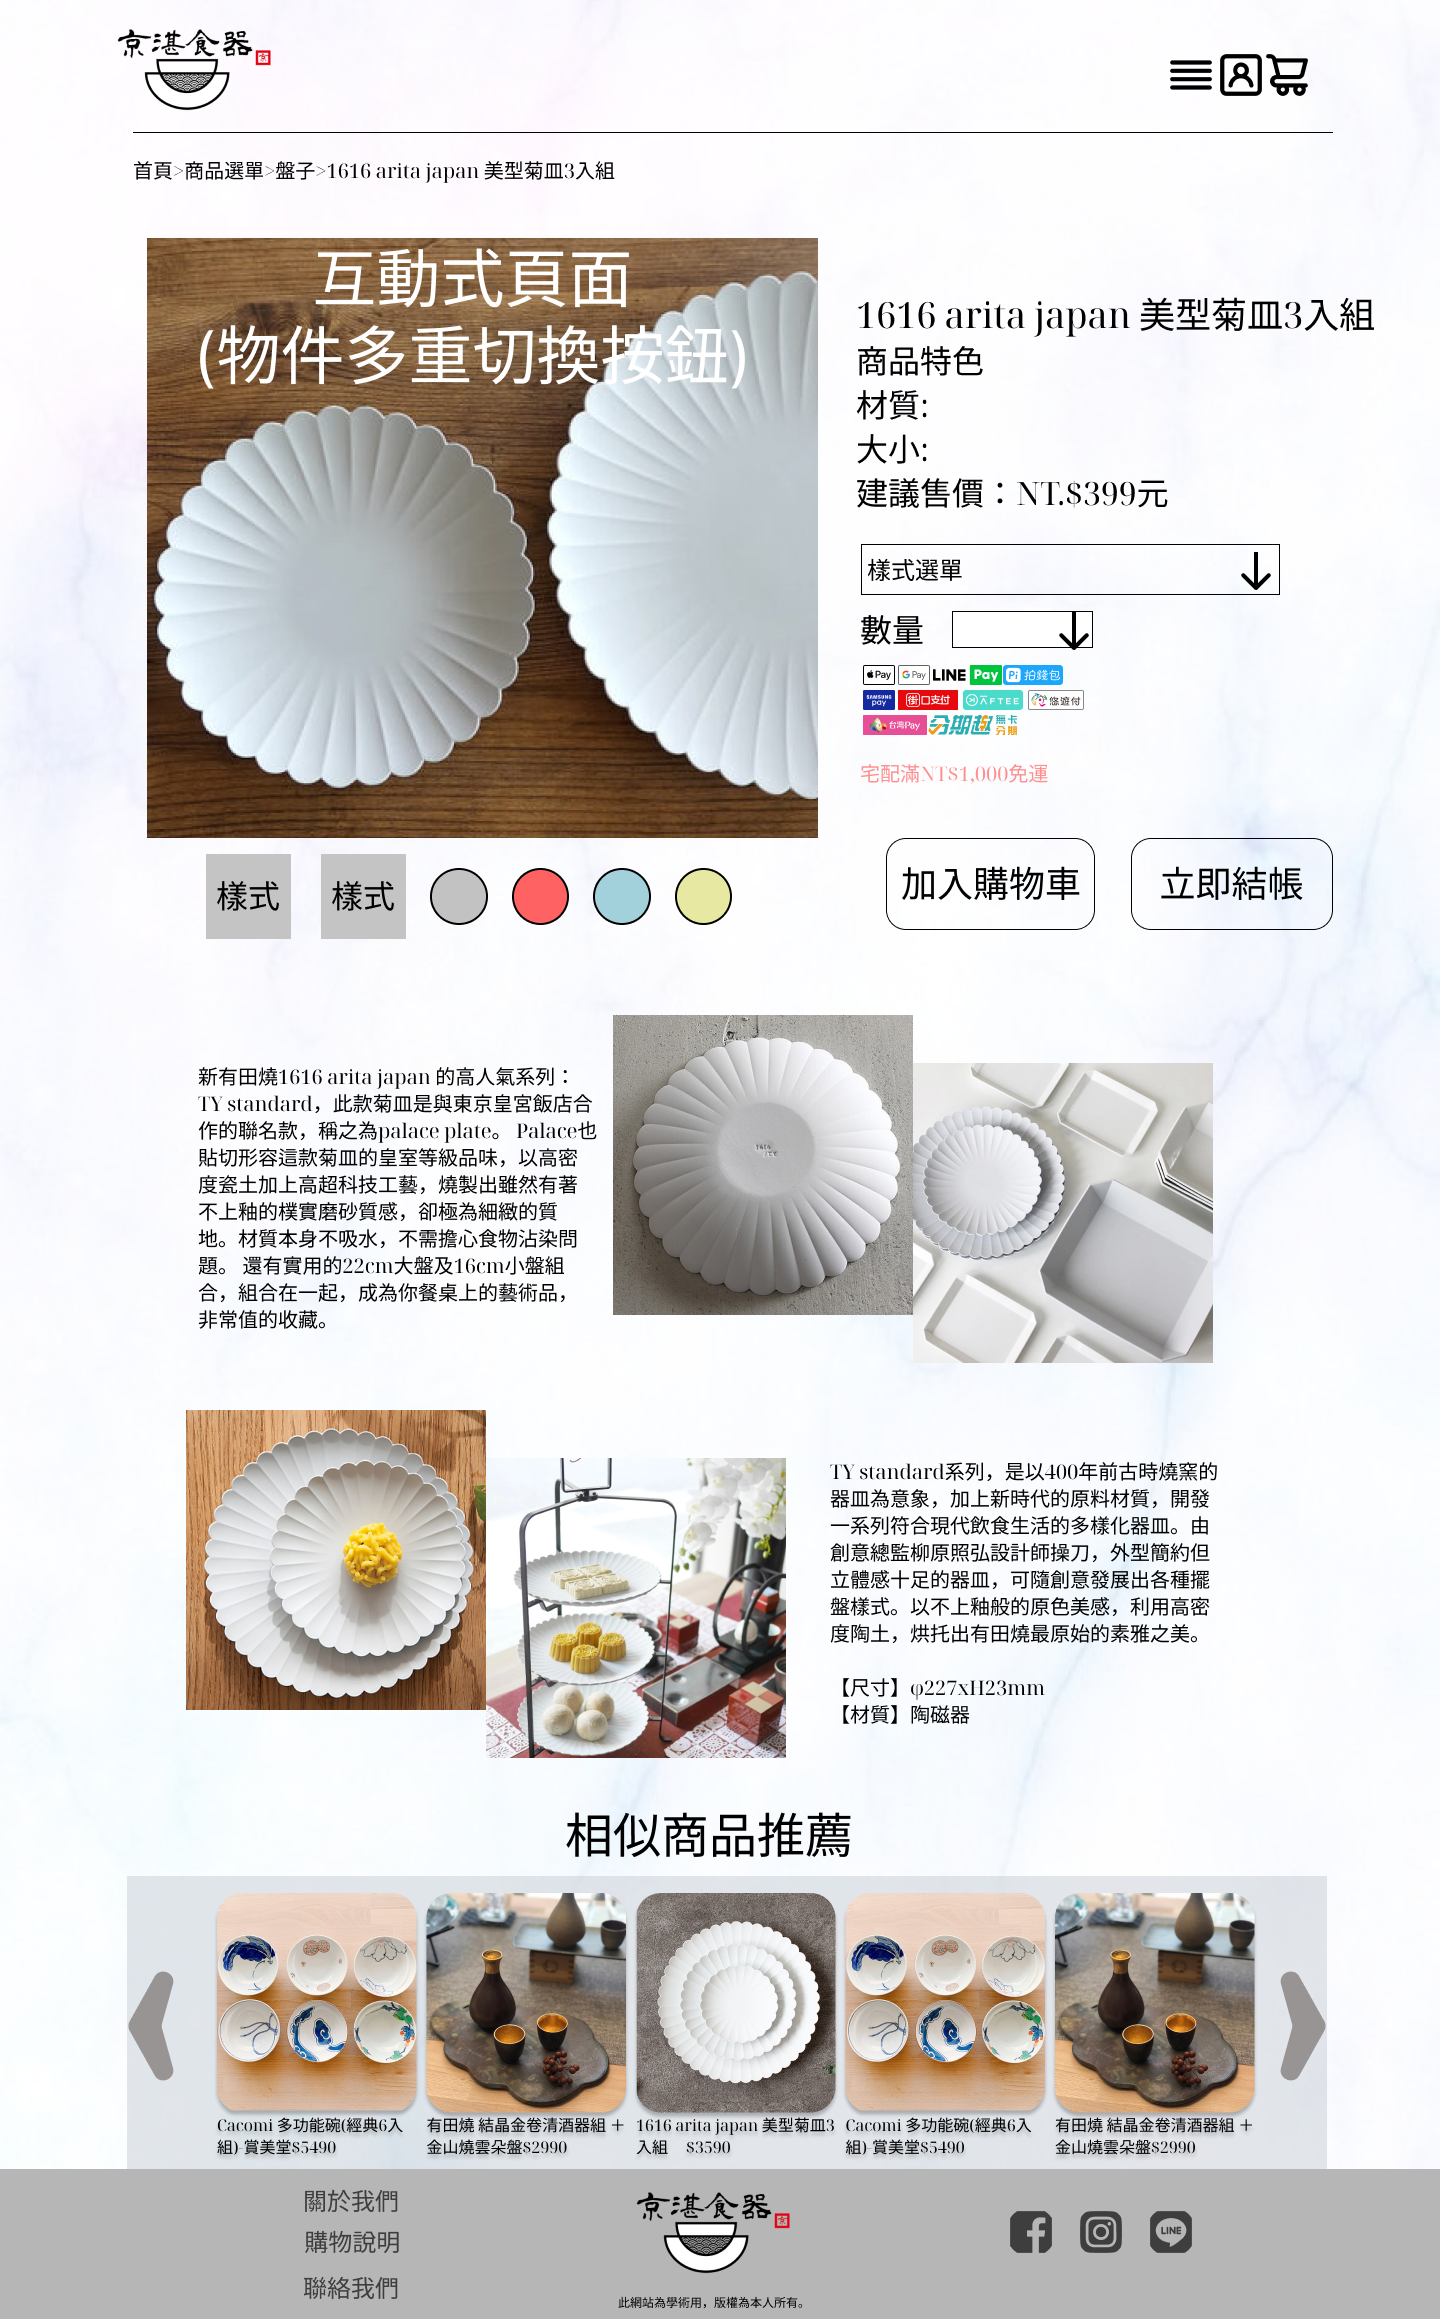 京湛食器
京
首頁>商品選單>盤子>1616 arita japan 美型菊皿3入組
互動式頁面
(物件多重切換按鈕)
1616 arita japan 美型菊皿3入組
商品特色
材質:
大小:
建議售價：NT.$399元
樣式選單
數量
Pay G Pay LINE Pay Pi 拍錢包
SAMSUNG pay 街口支付 AFTEE 悠遊付
台灣Pay 分期趣 無卡分期
宅配滿NT$1,000免運
樣式 樣式
加入購物車 立即結帳
新有田燒1616 arita japan 的高人氣系列：
TY standard，此款菊皿是與東京皇宮飯店合
作的聯名款，稱之為palace plate。 Palace也
貼切形容這款菊皿的皇室等級品味，以高密
度瓷土加上高超科技工藝，燒製出雖然有著
不上釉的樸實磨砂質感，卻極為細緻的質
地。材質本身不吸水，不需擔心食物沾染問
題。 還有實用的22cm大盤及16cm小盤組
合，組合在一起，成為你餐桌上的藝術品，
非常值的收藏。
TY standard系列，是以400年前古時燒窯的
器皿為意象，加上新時代的原料材質，開發
一系列符合現代飲食生活的多樣化器皿。由
創意總監柳原照弘設計師操刀，外型簡約但
立體感十足的器皿，可隨創意發展出各種擺
盤樣式。以不上釉般的原色美感，利用高密
度陶土，烘托出有田燒最原始的素雅之美。
【尺寸】φ227xH23mm
【材質】陶磁器
相似商品推薦
Cacomi 多功能碗(經典6入
組)-賞美堂$5490
有田燒 結晶金卷清酒器組 +
金山燒雲朵盤$2990
1616 arita japan 美型菊皿3
入組 $3590
Cacomi 多功能碗(經典6入
組)-賞美堂$5490
有田燒 結晶金卷清酒器組 +
金山燒雲朵盤$2990
關於我們
購物說明
聯絡我們
京湛食器
京
此網站為學術用，版權為本人所有。
LINE